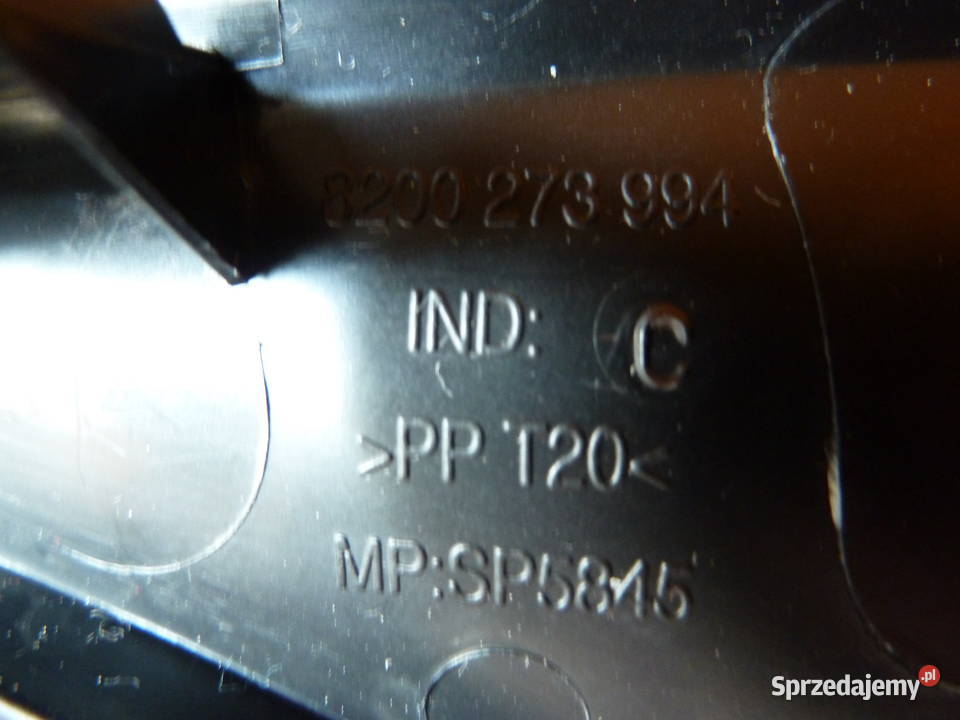 8200 273 994
IND: C
>PP T20<
MP:SP5845
Sprzedajemy.pl